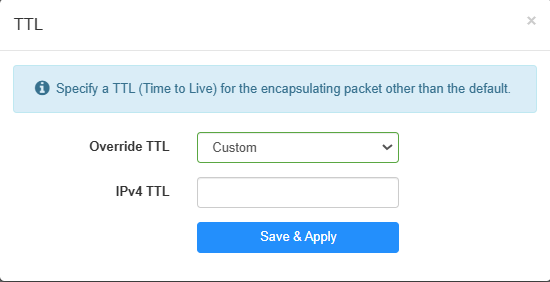 TTL
×
Specify a TTL (Time to Live) for the encapsulating packet other than the default.
Override TTL Custom
IPv4 TTL
Save & Apply